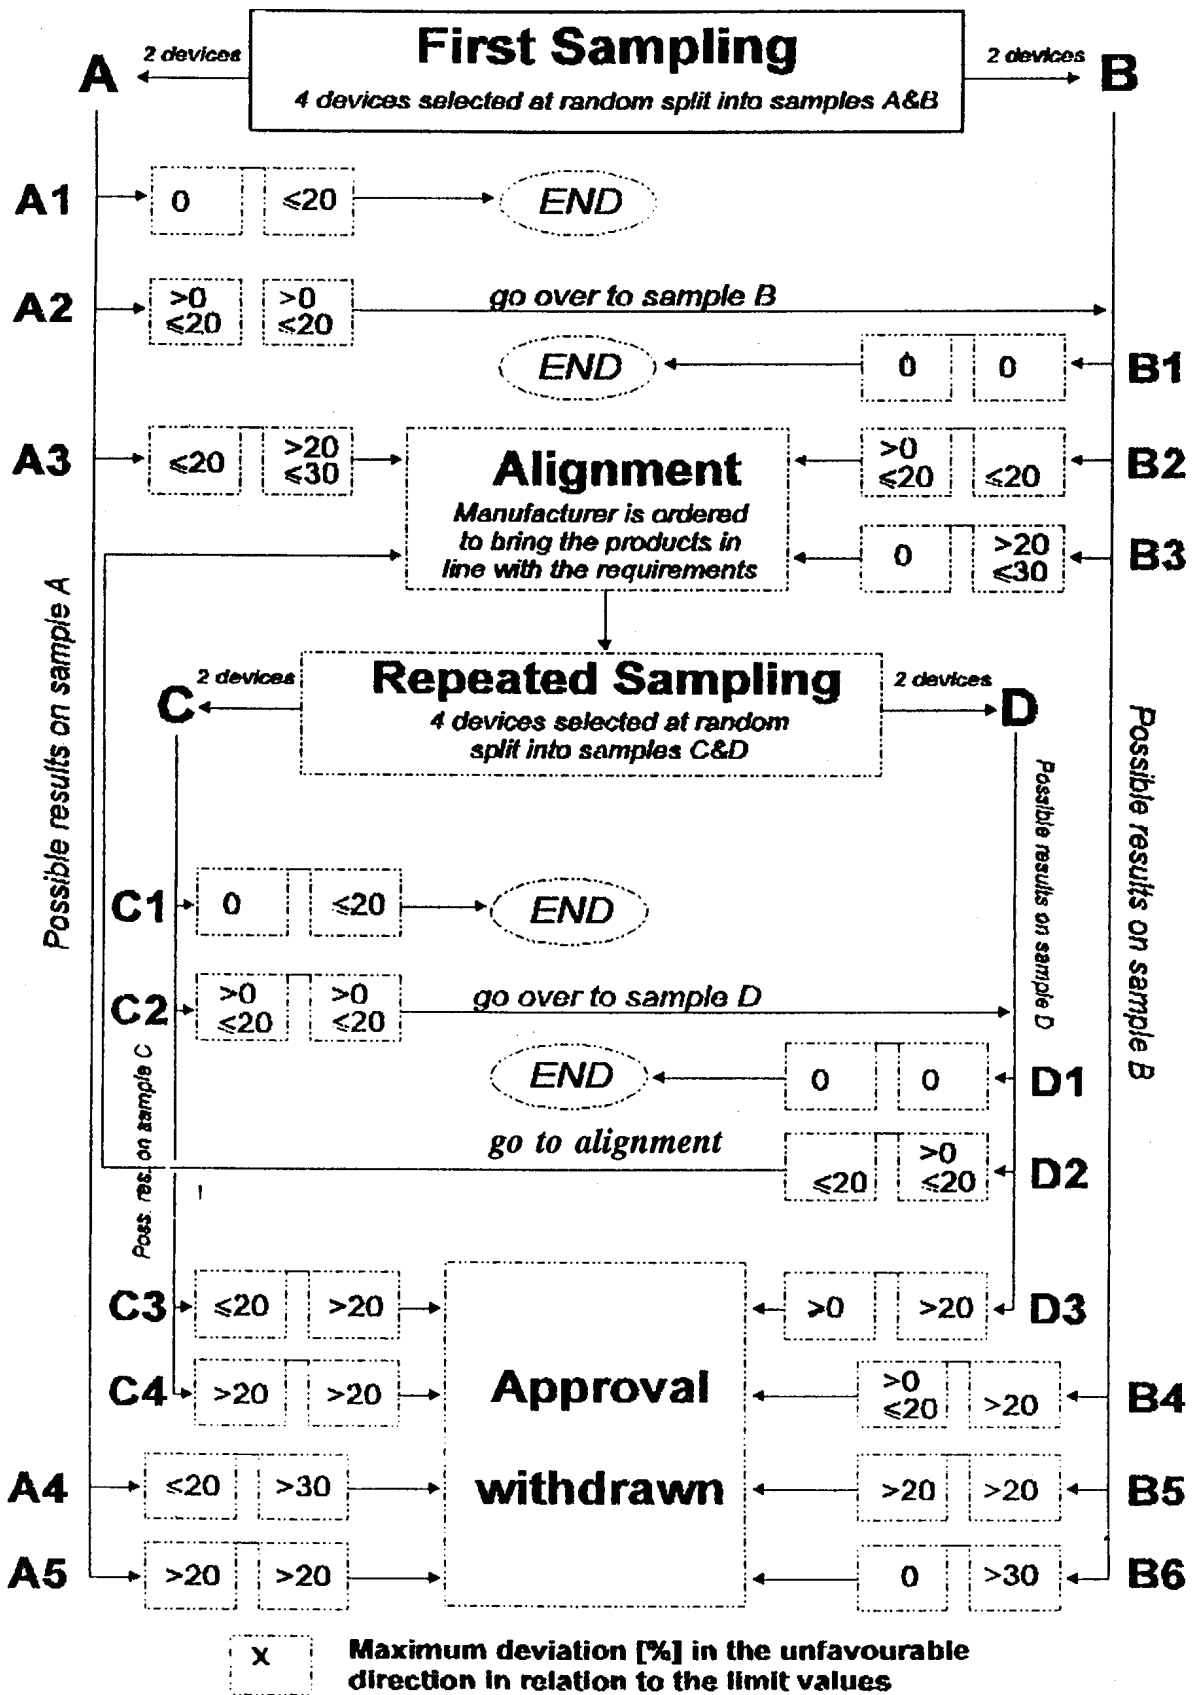 First Sampling
4 devices selected at random split into samples A&B
A
2 devices
2 devices
B
A1
0
≤20
END
A2
>0
≤20
>0
≤20
go over to sample B
END
0
0
B1
A3
≤20
>20
≤30
Alignment
Manufacturer is ordered
to bring the products in
line with the requirements
>0
≤20
≤20
B2
0
>20
≤30
B3
Possible results on sample A
Possible results on sample B
C
2 devices
Repeated Sampling
4 devices selected at random
split into samples C&D
2 devices
D
Possible results on sample D
C1
0
≤20
END
C2
>0
≤20
>0
≤20
go over to sample D
Poss. res. on sample C
END
0
0
D1
go to alignment
≤20
>0
≤20
D2
C3
≤20
>20
>0
>20
D3
C4
>20
>20
Approval
withdrawn
>0
≤20
>20
B4
A4
≤20
>30
>20
>20
B5
A5
>20
>20
0
>30
B6
X
Maximum deviation [%] in the unfavourable
direction in relation to the limit values